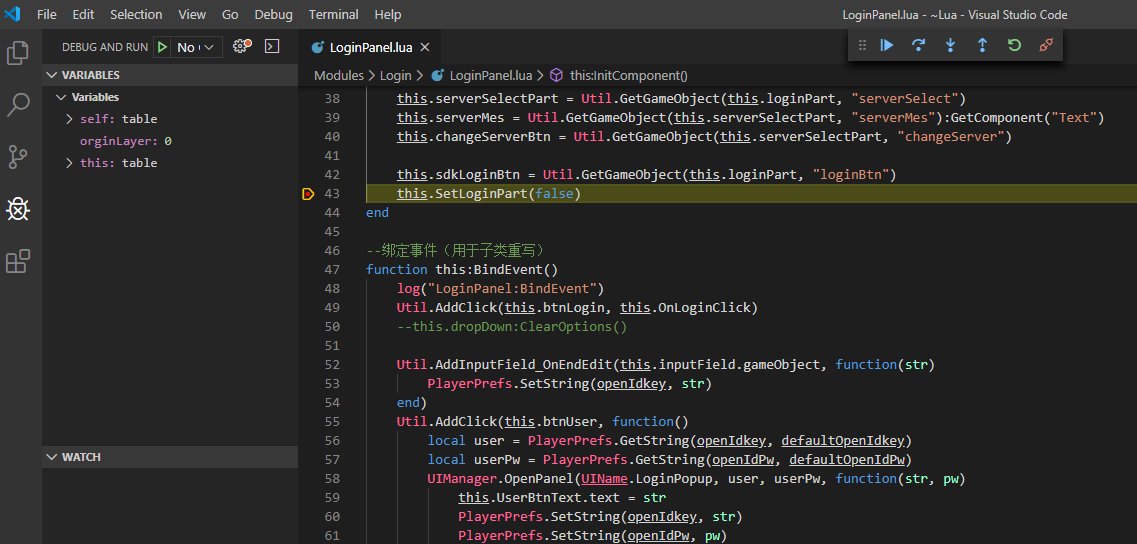 File Edit Selection View Go Debug Terminal Help
LoginPanel.lua - ~Lua - Visual Studio Code
DEBUG AND RUN No C
LoginPanel.lua
Modules > Login > LoginPanel.lua > this:InitComponent()
VARIABLES
Variables
self: table
orginLayer: 0
this: table
WATCH
38 this.serverSelectPart = Util.GetGameObject(this.loginPart, "serverSelect")
39 this.serverMes = Util.GetGameObject(this.serverSelectPart, "serverMes"):GetComponent("Text")
40 this.changeServerBtn = Util.GetGameObject(this.serverSelectPart, "changeServer")
41
42 this.sdkLoginBtn = Util.GetGameObject(this.loginPart, "loginBtn")
43 this.SetLoginPart(false)
44 end
45
46 --绑定事件（用于子类重写）
47 function this:BindEvent()
48 log("LoginPanel:BindEvent")
49 Util.AddClick(this.btnLogin, this.OnLoginClick)
50 --this.dropDown:ClearOptions()
51
52 Util.AddInputField_OnEndEdit(this.inputField.gameObject, function(str)
53 PlayerPrefs.SetString(openIdkey, str)
54 end)
55 Util.AddClick(this.btnUser, function()
56 local user = PlayerPrefs.GetString(openIdkey, defaultOpenIdkey)
57 local userPw = PlayerPrefs.GetString(openIdPw, defaultOpenIdPw)
58 UIManager.OpenPanel(UIName.LoginPopup, user, userPw, function(str, pw)
59 this.UserBtnText.text = str
60 PlayerPrefs.SetString(openIdkey, str)
61 PlayerPrefs.SetString(openIdPw, pw)